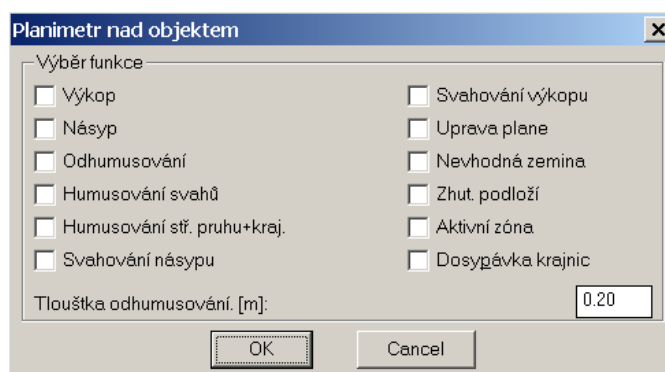 Planimetr nad objektem
Výběr funkce
Výkop
Násyp
Odhumusování
Humusování svahů
Humusování stř. pruhu+kraj.
Svahování násypu
Svahování výkopu
Uprava plane
Nevhodná zemina
Zhut. podloží
Aktivní zóna
Dosypávka krajnic
Tlouštka odhumusování. [m]:
0.20
OK
Cancel